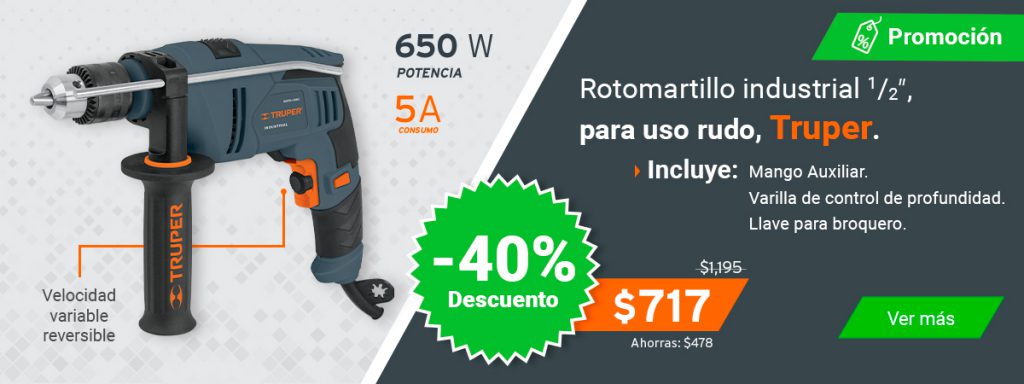 650 W
POTENCIA
5A
CONSUMO
TRUPER
INDUSTRIAL
TRUPER
Velocidad
variable
reversible
-40%
Descuento
Promoción
Rotomartillo industrial 1/2",
para uso rudo, Truper.
Incluye: Mango Auxiliar.
Varilla de control de profundidad.
Llave para broquero.
$1,195
$717
Ahorras: $478
Ver más